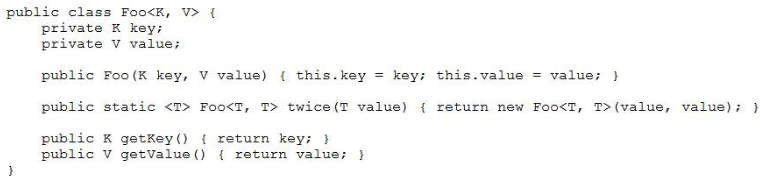 public class Foo<K, V> {
    private K key;
    private V value;

    public Foo(K key, V value) { this.key = key; this.value = value; }

    public static <T> Foo<T, T> twice(T value) { return new Foo<T, T>(value, value); }

    public K getKey() { return key; }
    public V getValue() { return value; }
}